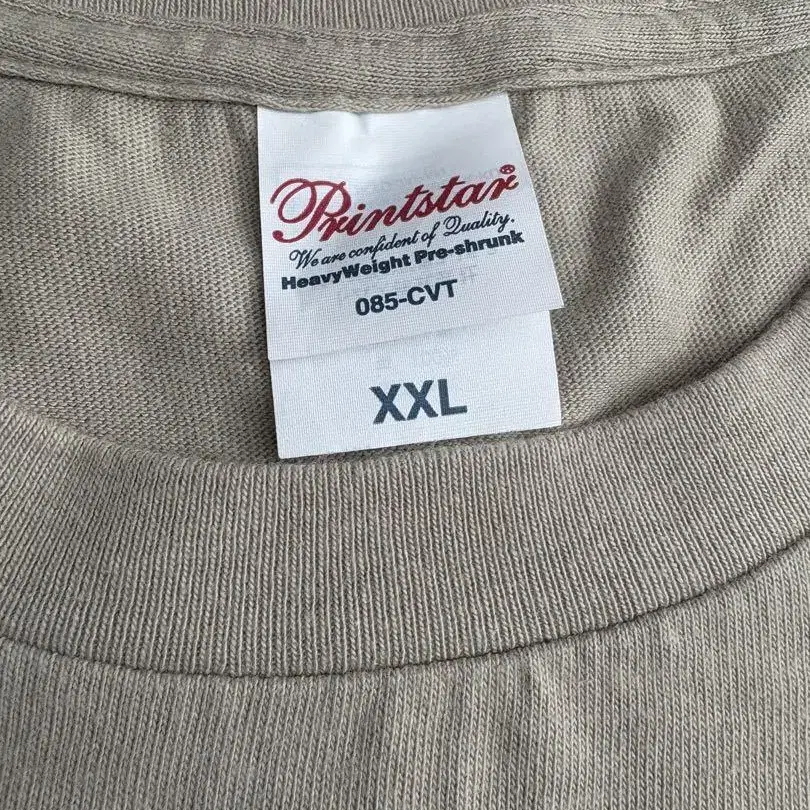 Printstar®
We are confident of Quality.
HeavyWeight Pre-shrunk
085-CVT
XXL